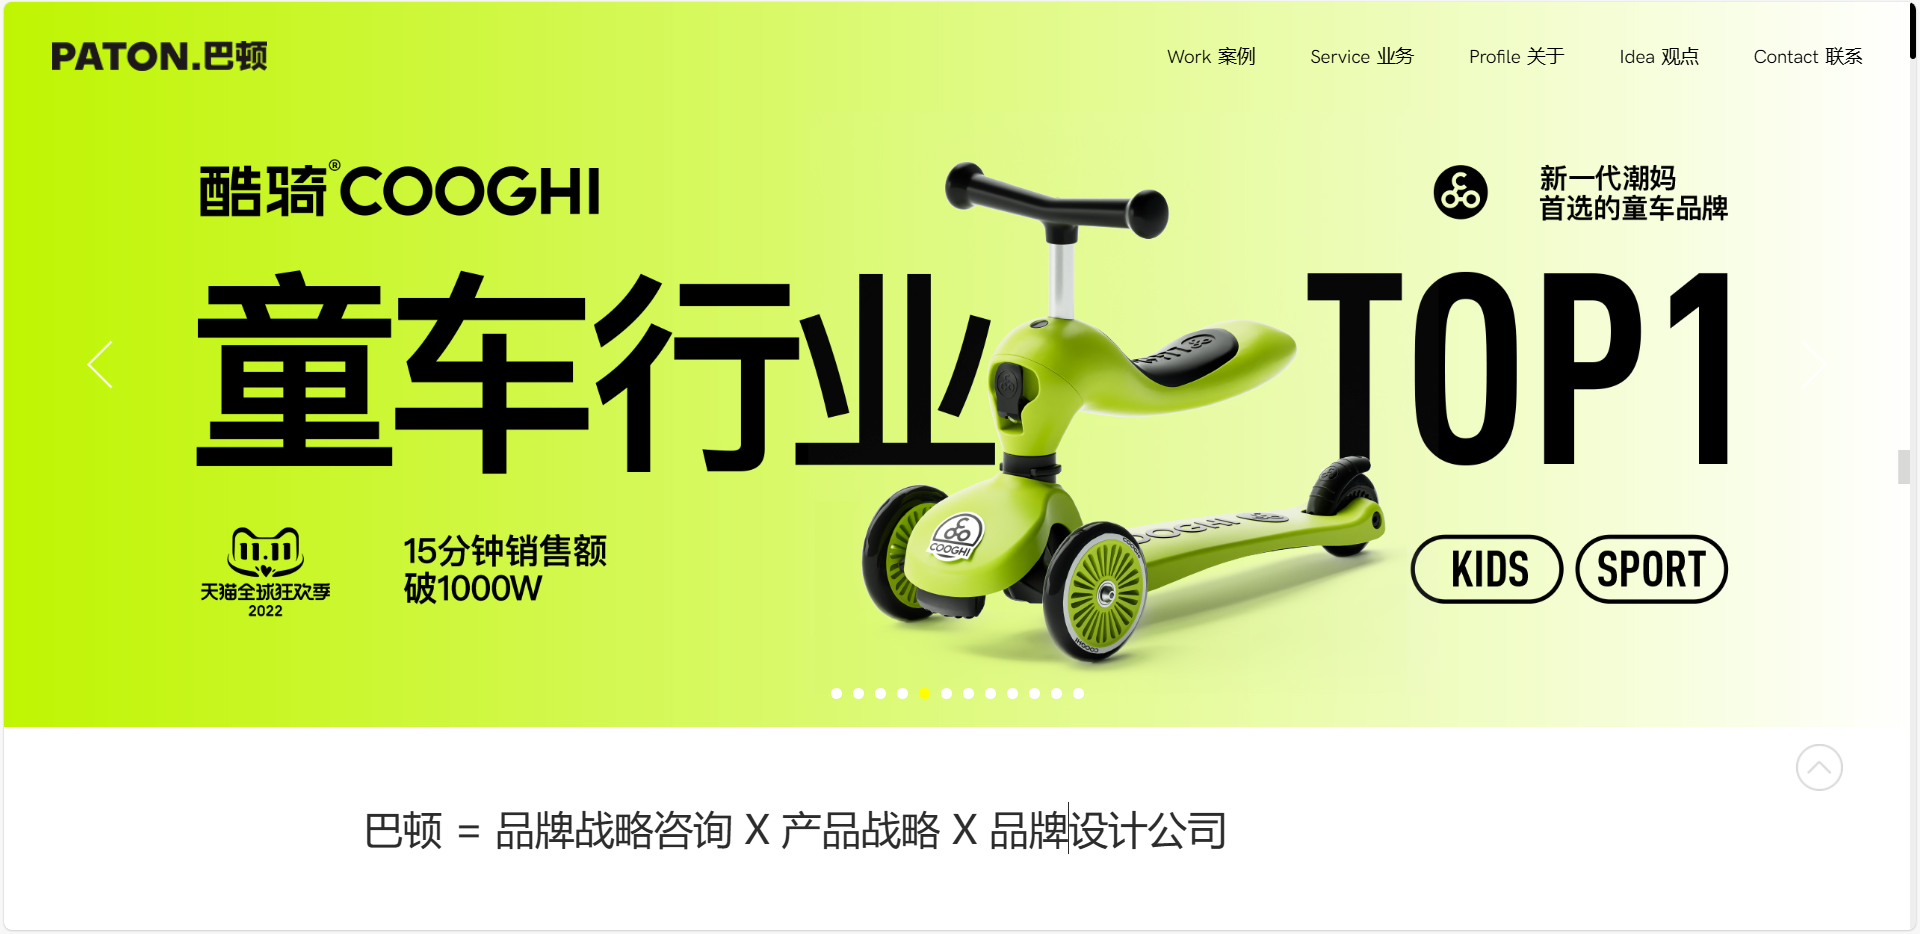 PATON.巴顿
Work 案例
Service 业务
Profile 关于
Idea 观点
Contact 联系
酷骑®COOGHI
新一代潮妈
首选的童车品牌
童车行业 TOP1
COOGHI
COOGHI
COOGHI
11.11
天猫全球狂欢季
2022
15分钟销售额
破1000W
KIDS
SPORT
巴顿 = 品牌战略咨询 X 产品战略 X 品牌设计公司